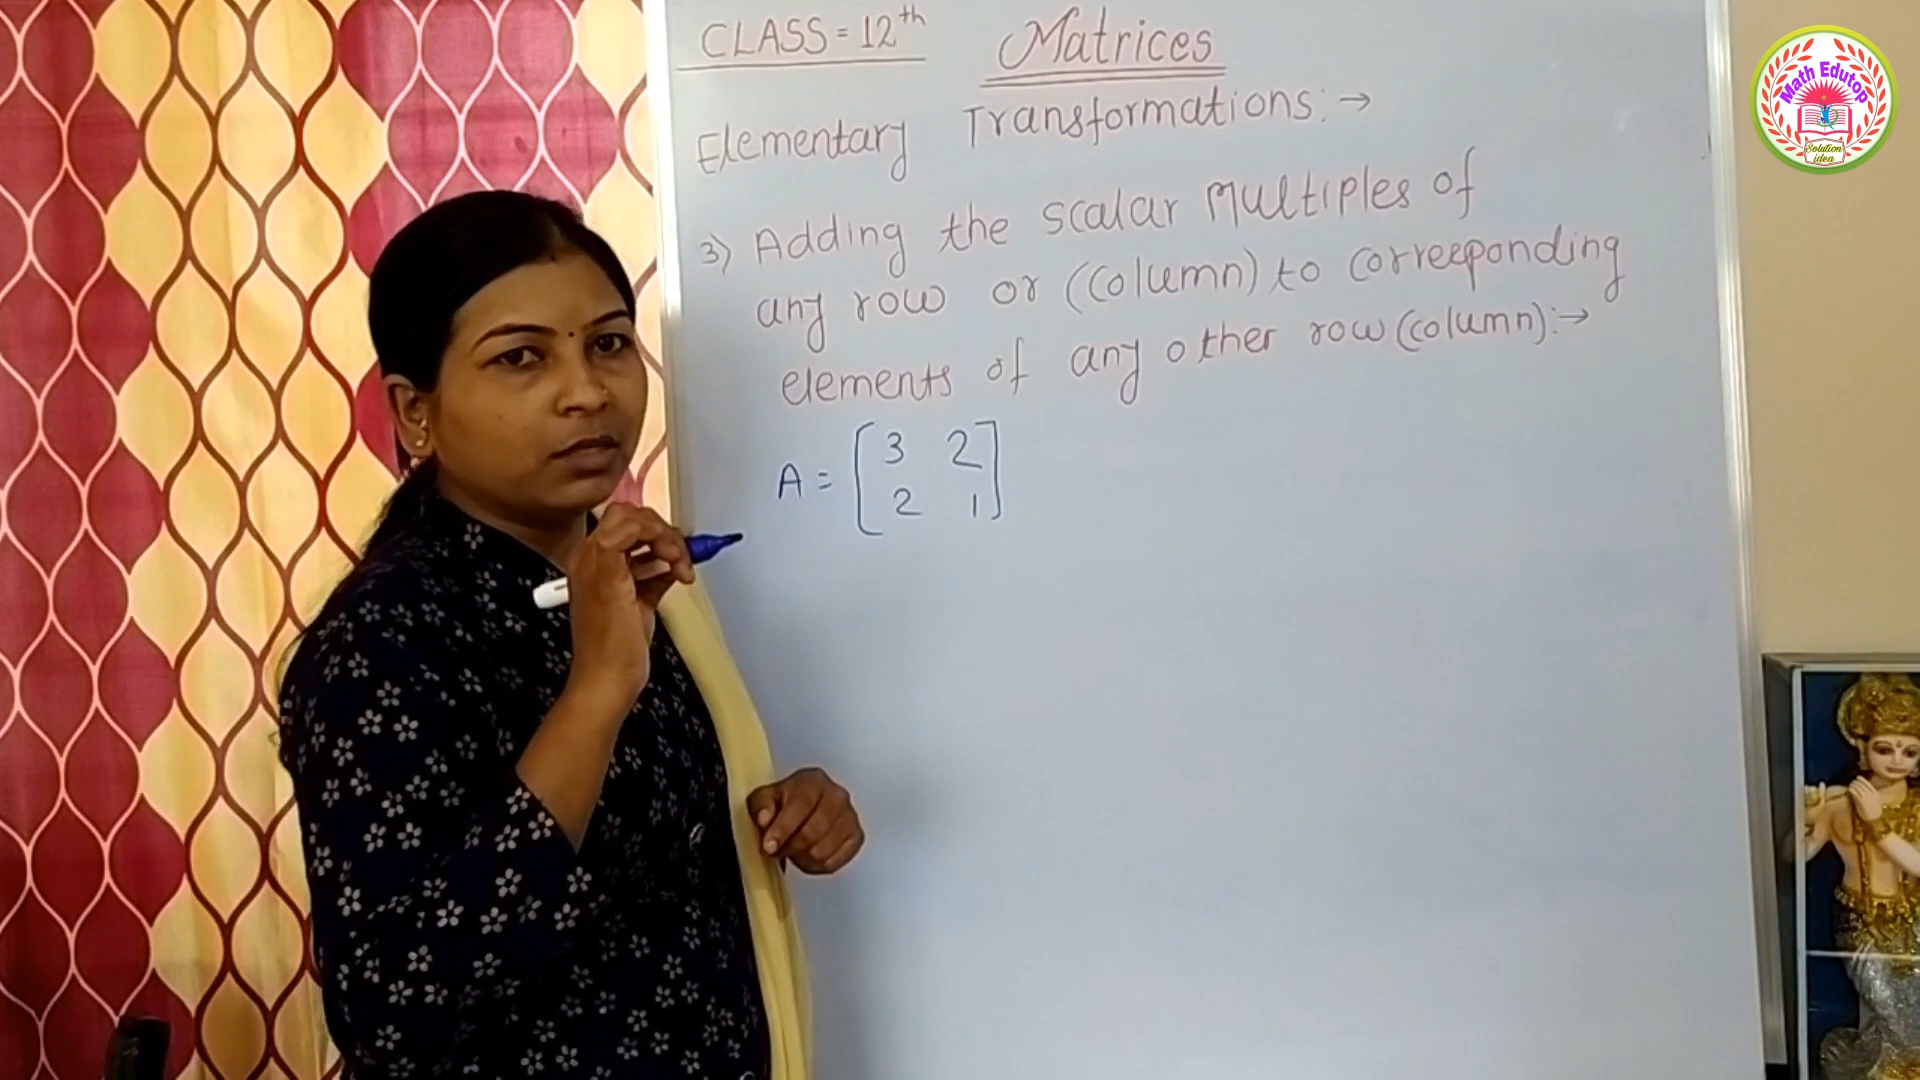 CLASS = 12th
Matrices
Elementary Transformations:→
3) Adding the scalar Multiples of
any row or (column) to correeponding
elements of any other row (column):→
A = [3 2
2 1]
Math Edutop
Solution
idea